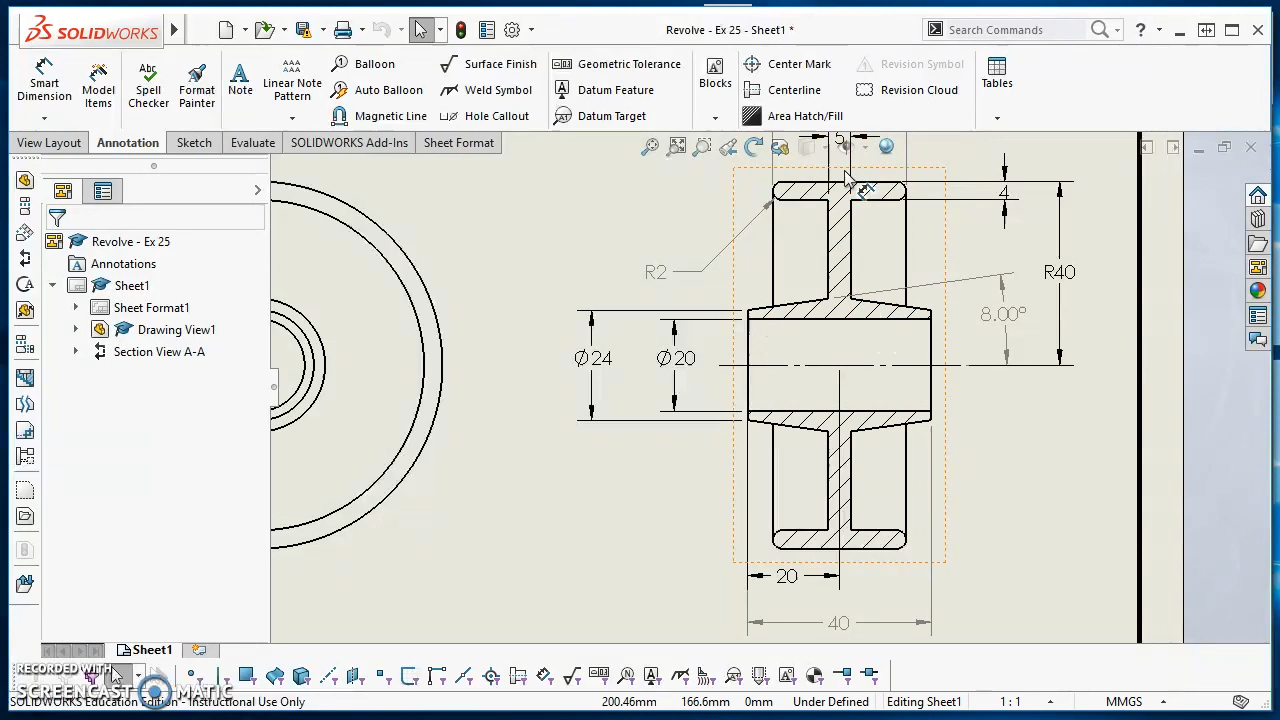 SOLIDWORKS
Revolve - Ex 25 - Sheet1 *
Search Commands
Smart Dimension
Model Items
Spell Checker
Format Painter
Note
Linear Note Pattern
Balloon
Auto Balloon
Magnetic Line
Surface Finish
Weld Symbol
Hole Callout
Geometric Tolerance
Datum Feature
Datum Target
Blocks
Center Mark
Centerline
Area Hatch/Fill
Revision Symbol
Revision Cloud
Tables
View Layout
Annotation
Sketch
Evaluate
SOLIDWORKS Add-Ins
Sheet Format
Revolve - Ex 25
Annotations
Sheet1
Sheet Format1
Drawing View1
Section View A-A
5
4
R40
R2
8.00°
Ø24
Ø20
20
40
Sheet1
RECORDED WITH
SCREENCAST MATIC
SOLIDWORKS Education Edition - Instructional Use Only
200.46mm
166.6mm
0mm
Under Defined
Editing Sheet1
1 : 1
MMGS